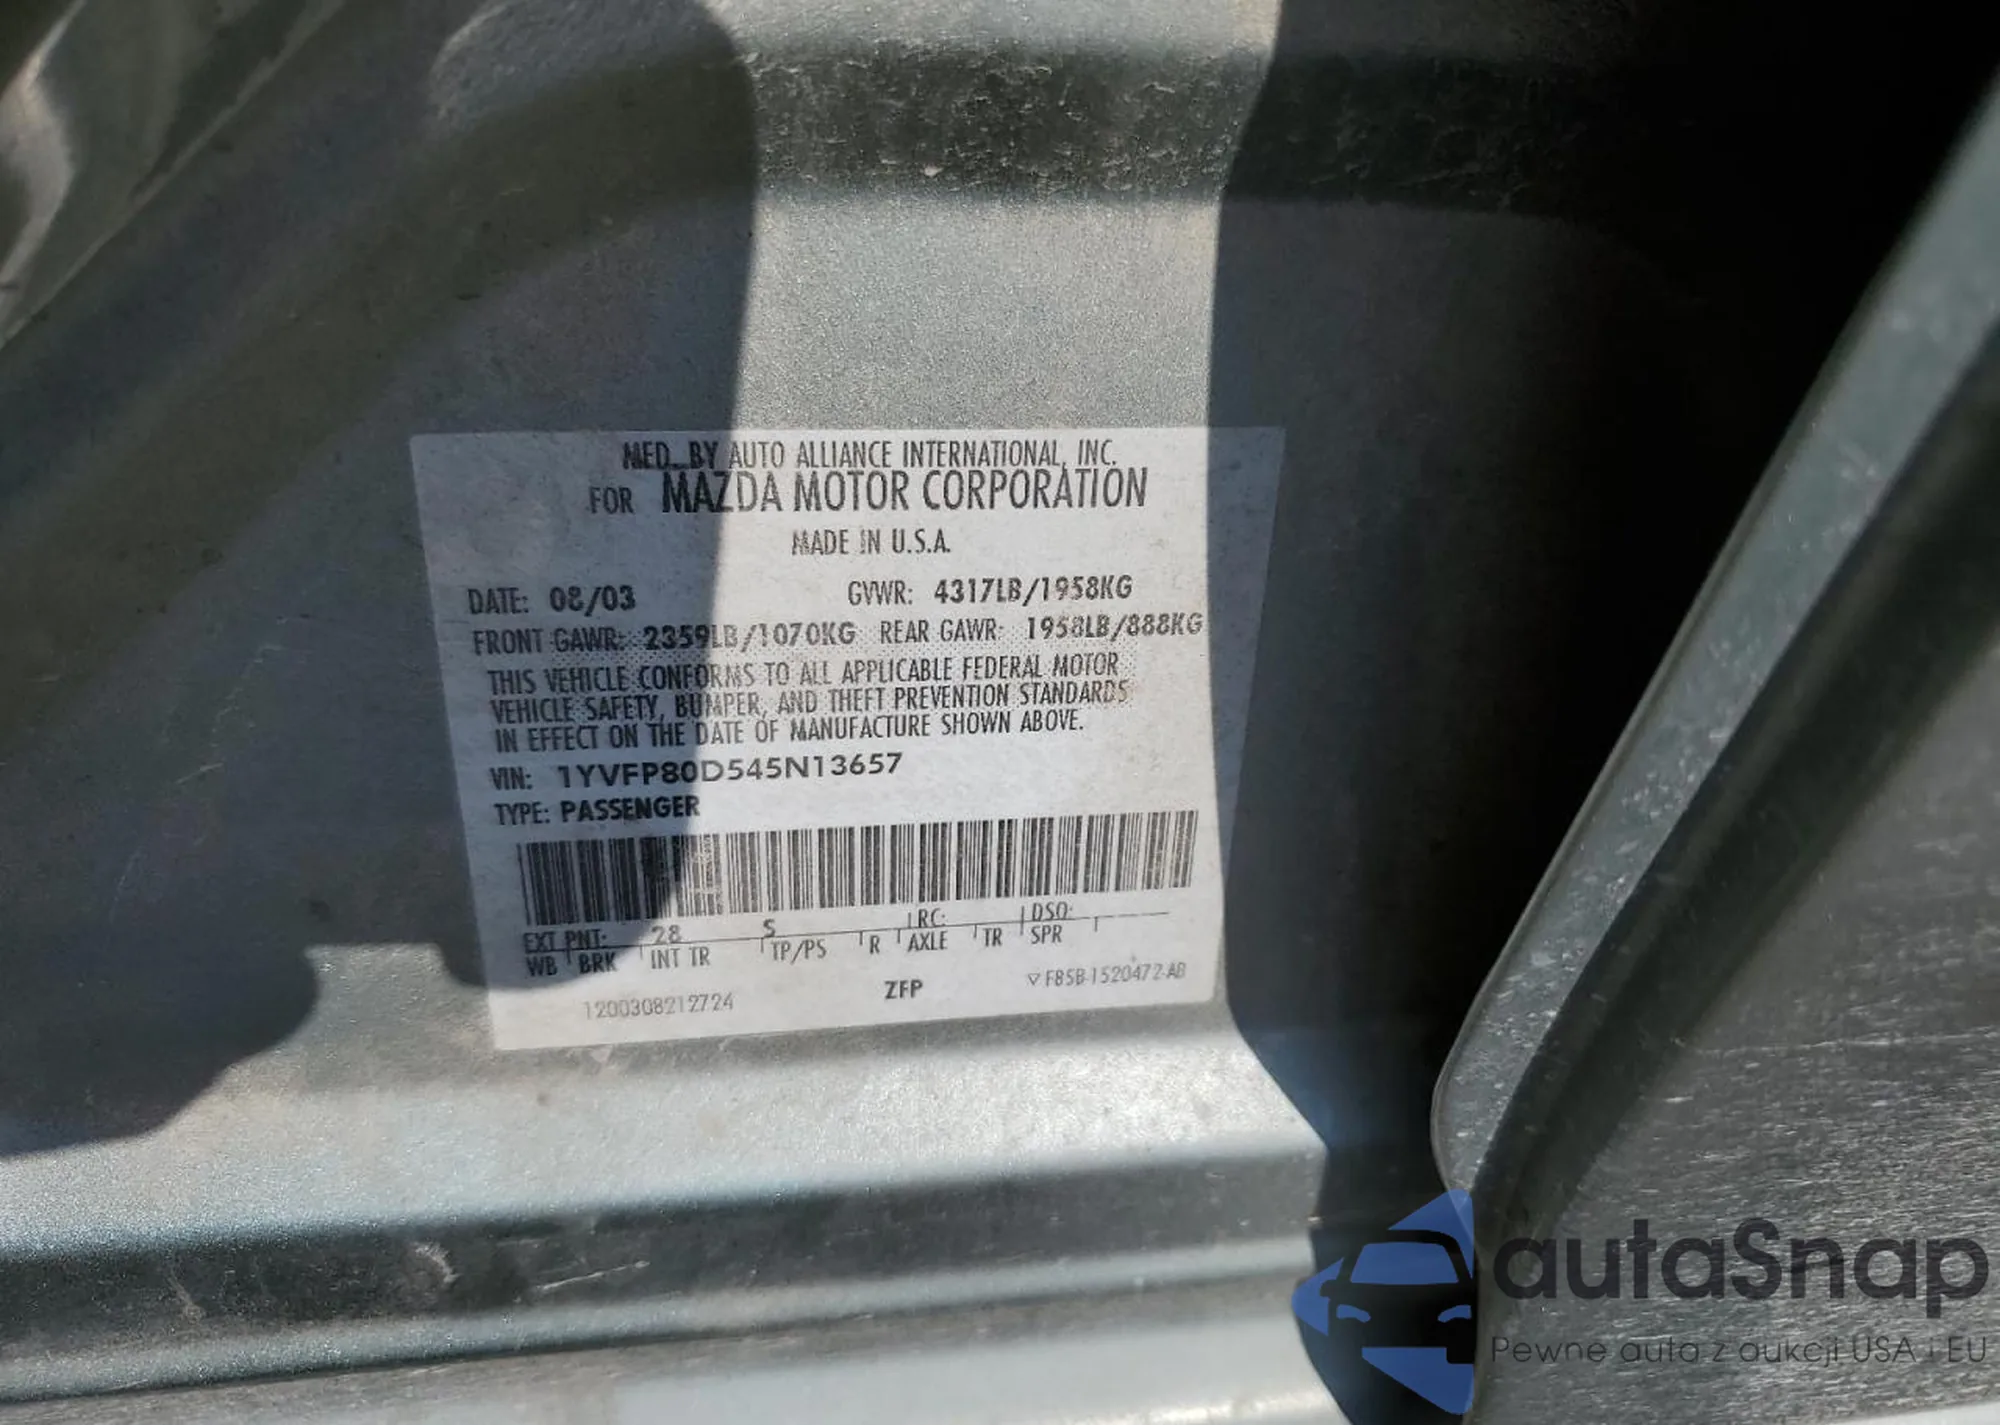 MFD. BY AUTO ALLIANCE INTERNATIONAL, INC.
FOR MAZDA MOTOR CORPORATION
MADE IN U.S.A.
DATE: 08/03 GVWR: 4317LB/1958KG
FRONT GAWR: 2359LB/1070KG REAR GAWR: 1958LB/888KG
THIS VEHICLE CONFORMS TO ALL APPLICABLE FEDERAL MOTOR
VEHICLE SAFETY, BUMPER, AND THEFT PREVENTION STANDARDS
IN EFFECT ON THE DATE OF MANUFACTURE SHOWN ABOVE.
VIN: 1YVFP80D545N13657
TYPE: PASSENGER
EXT PNT: 28 S RC: DSO:
WB BRK INT TR TP/PS R AXLE TR SPR
1200308212724 ZFP F85B-1520472-AB
autaSnap
Pewne auta z aukcji USA i EU